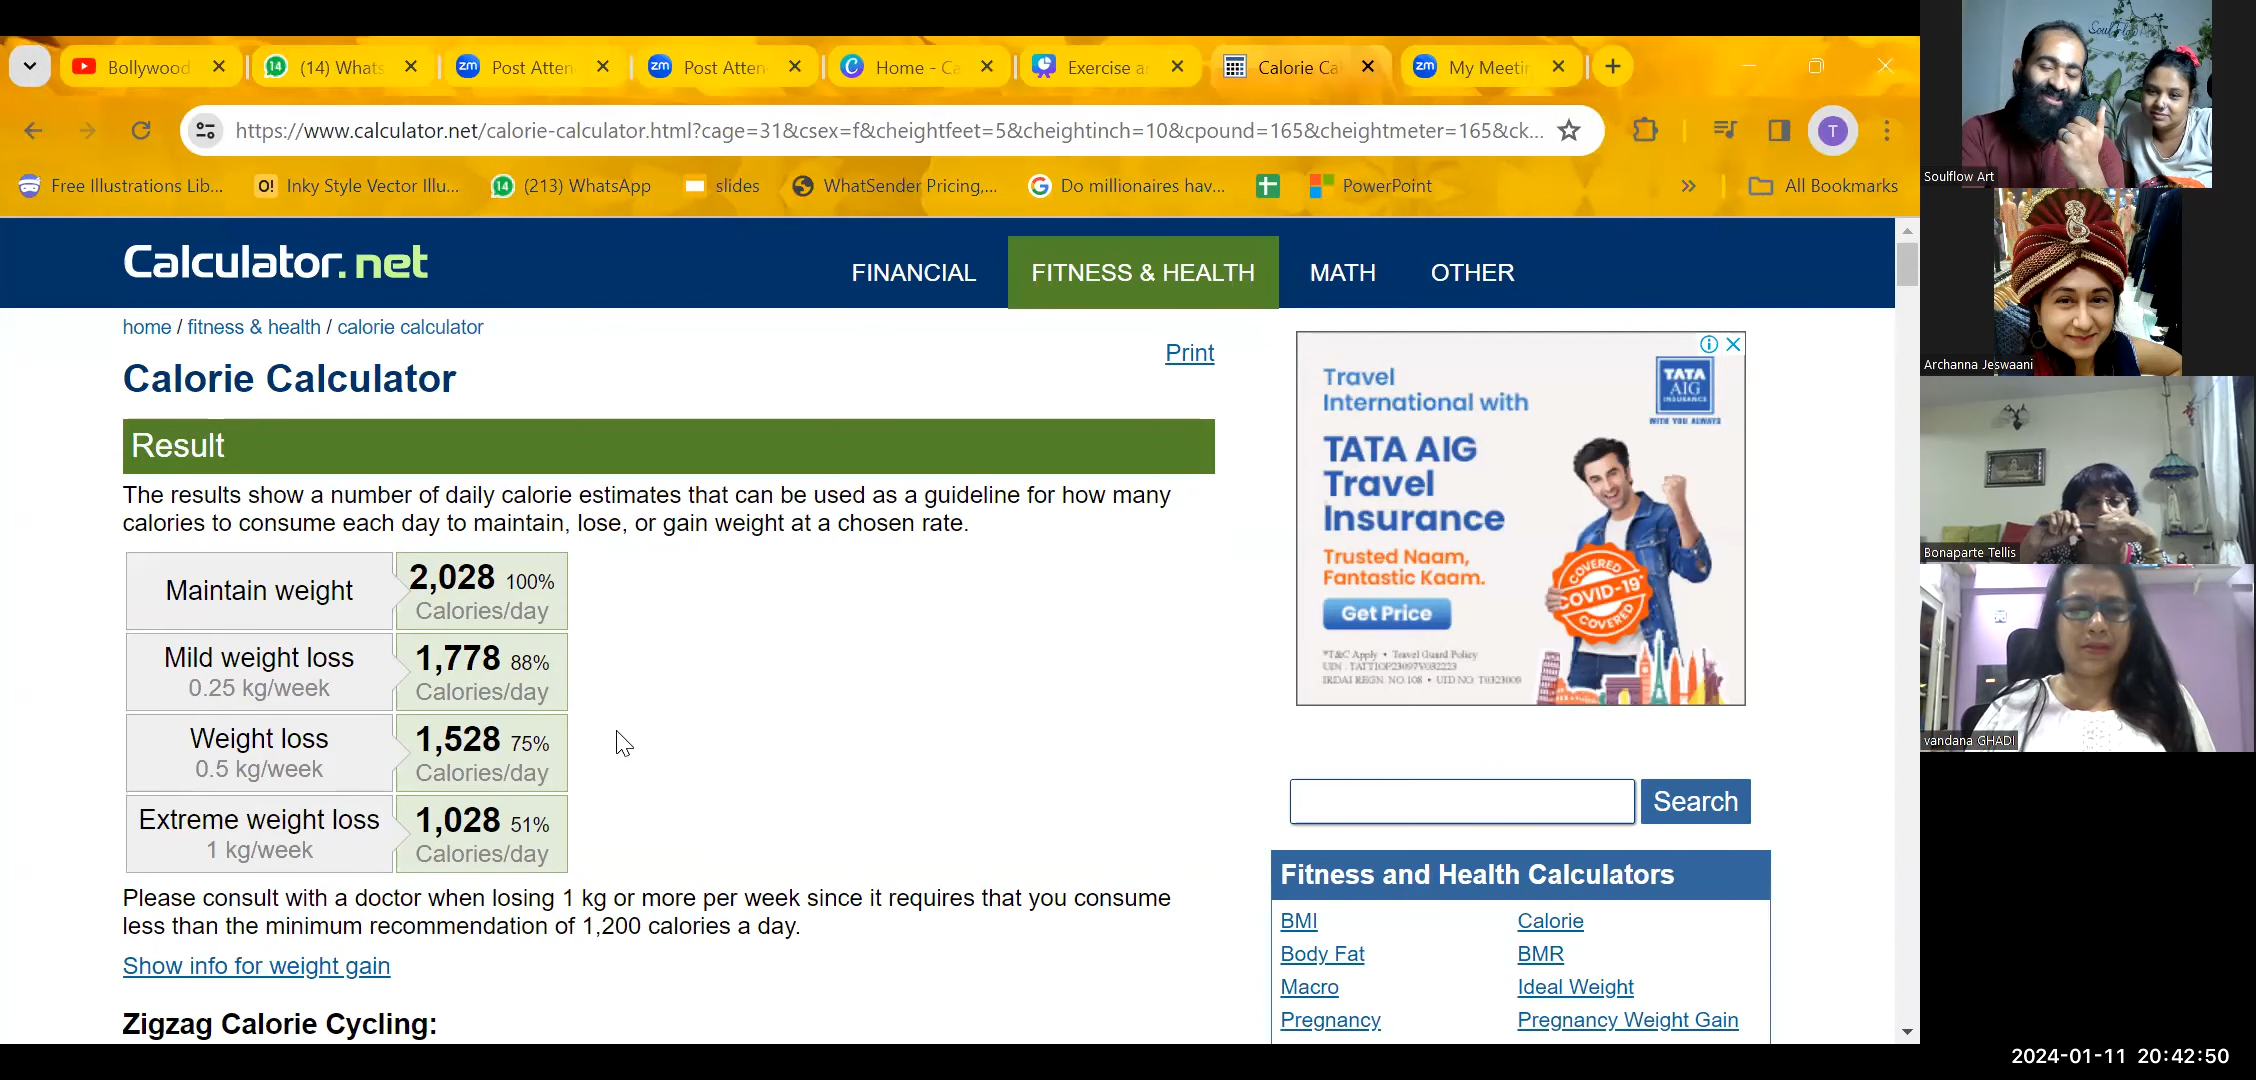 Bollywood
(14) Whats
Post Atten
Post Atten
Home - Ca
Exercise a
Calorie Ca
My Meetin
https://www.calculator.net/calorie-calculator.html?cage=31&csex=f&cheightfeet=5&cheightinch=10&cpound=165&cheightmeter=165&ck...
T
Free Illustrations Lib...
O! Inky Style Vector Illu...
14 (213) WhatsApp
slides
WhatSender Pricing,...
Do millionaires hav...
PowerPoint
»
All Bookmarks
Calculator.net
FINANCIAL
FITNESS & HEALTH
MATH
OTHER
home / fitness & health / calorie calculator
Print
Calorie Calculator
Result
The results show a number of daily calorie estimates that can be used as a guideline for how many
calories to consume each day to maintain, lose, or gain weight at a chosen rate.
Maintain weight
2,028 100%
Calories/day
Mild weight loss
0.25 kg/week
1,778 88%
Calories/day
Weight loss
0.5 kg/week
1,528 75%
Calories/day
Extreme weight loss
1 kg/week
1,028 51%
Calories/day
Please consult with a doctor when losing 1 kg or more per week since it requires that you consume
less than the minimum recommendation of 1,200 calories a day.
Show info for weight gain
Zigzag Calorie Cycling:
Travel
International with
TATA AIG
Travel
Insurance
Trusted Naam,
Fantastic Kaam.
Get Price
*T&C Apply • Travel Guard Policy
TATA
AIG
INSURANCE
WITH YOU ALWAYS
COVERED
COVID-19*
COVERED
Search
Fitness and Health Calculators
BMI
Calorie
Body Fat
BMR
Macro
Ideal Weight
Pregnancy
Pregnancy Weight Gain
Soulflow Art
Archanna Jeswaani
Bonaparte Tellis
vandana GHADI
2024-01-11 20:42:50